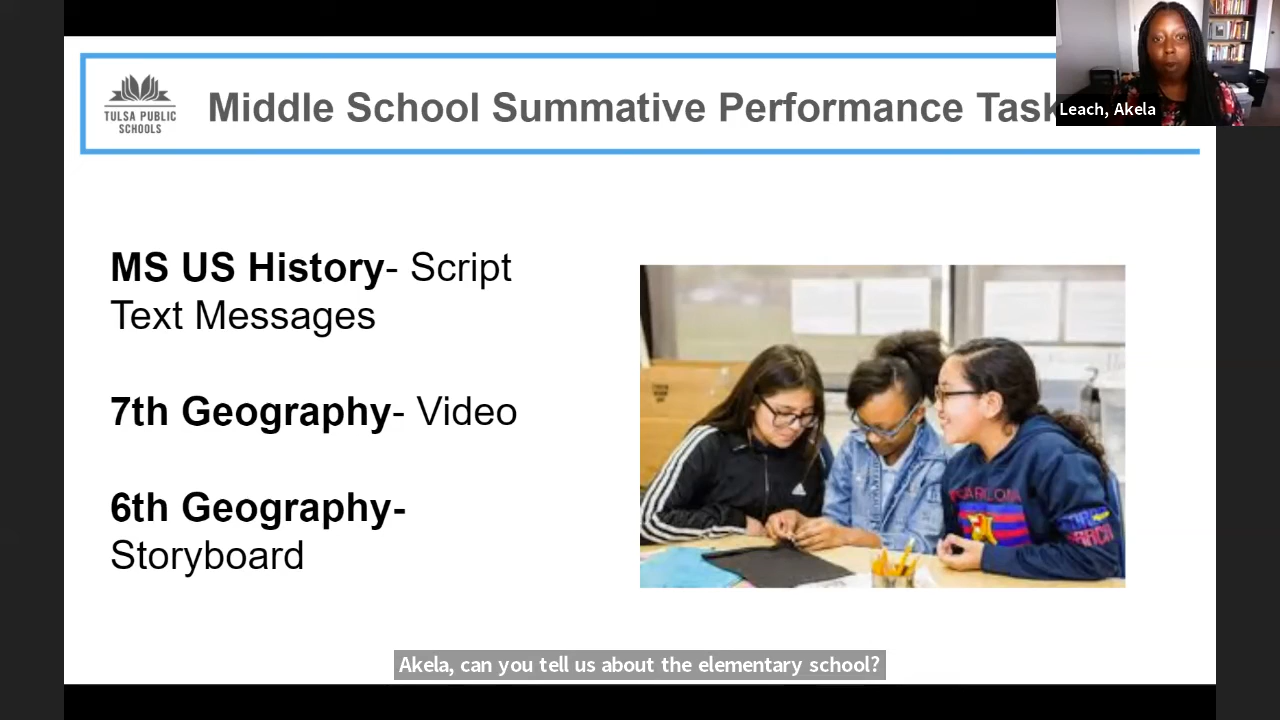 TULSA PUBLIC
SCHOOLS
Middle School Summative Performance Task
Leach, Akela
MS US History- Script
Text Messages
7th Geography- Video
6th Geography-
Storyboard
Akela, can you tell us about the elementary school?